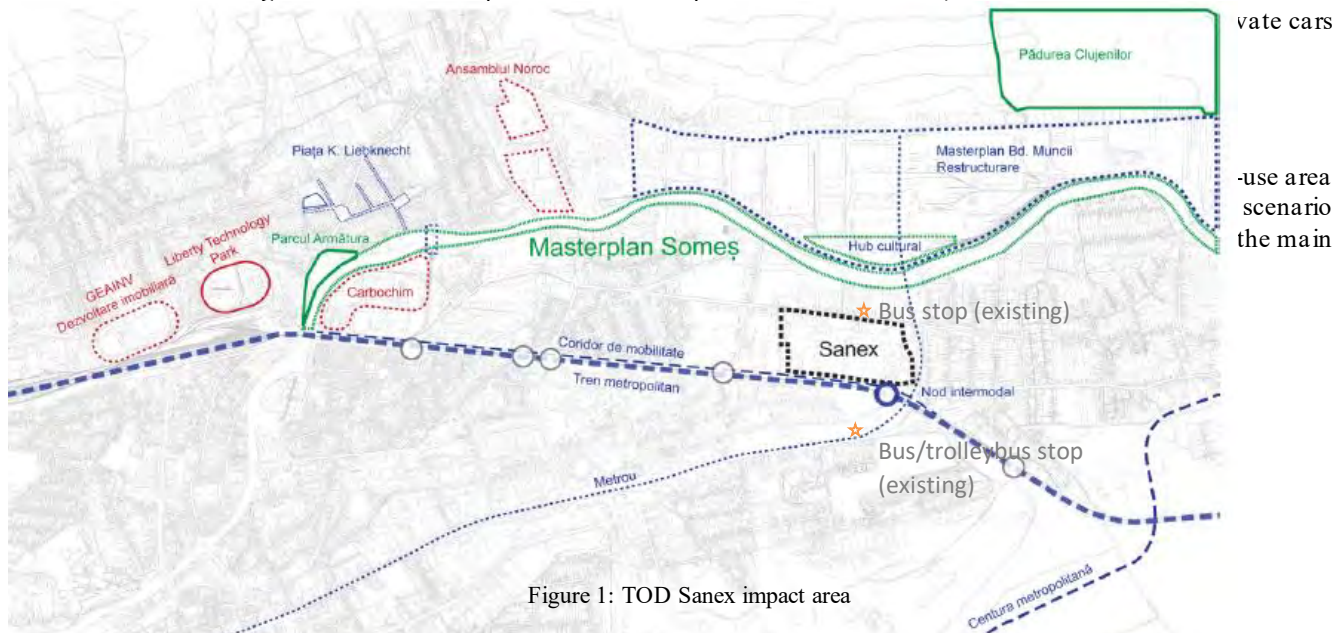 vate cars
Pădurea Clujenilor
Ansamblul Noroc
Piața K. Liebknecht
Masterplan Bd. Muncii
Restructurare
-use area
scenario
the main
Liberty Technology
Park
Parcul Armătura
Masterplan Someș
Hub cultural
GEAINV
Dezvoltare imobiliară
Carbochim
Bus stop (existing)
Sanex
Coridor de mobilitate
Tren metropolitan
Nod intermodal
Bus/trolleybus stop
(existing)
Metrou
Centura metropolitană
Figure 1: TOD Sanex impact area